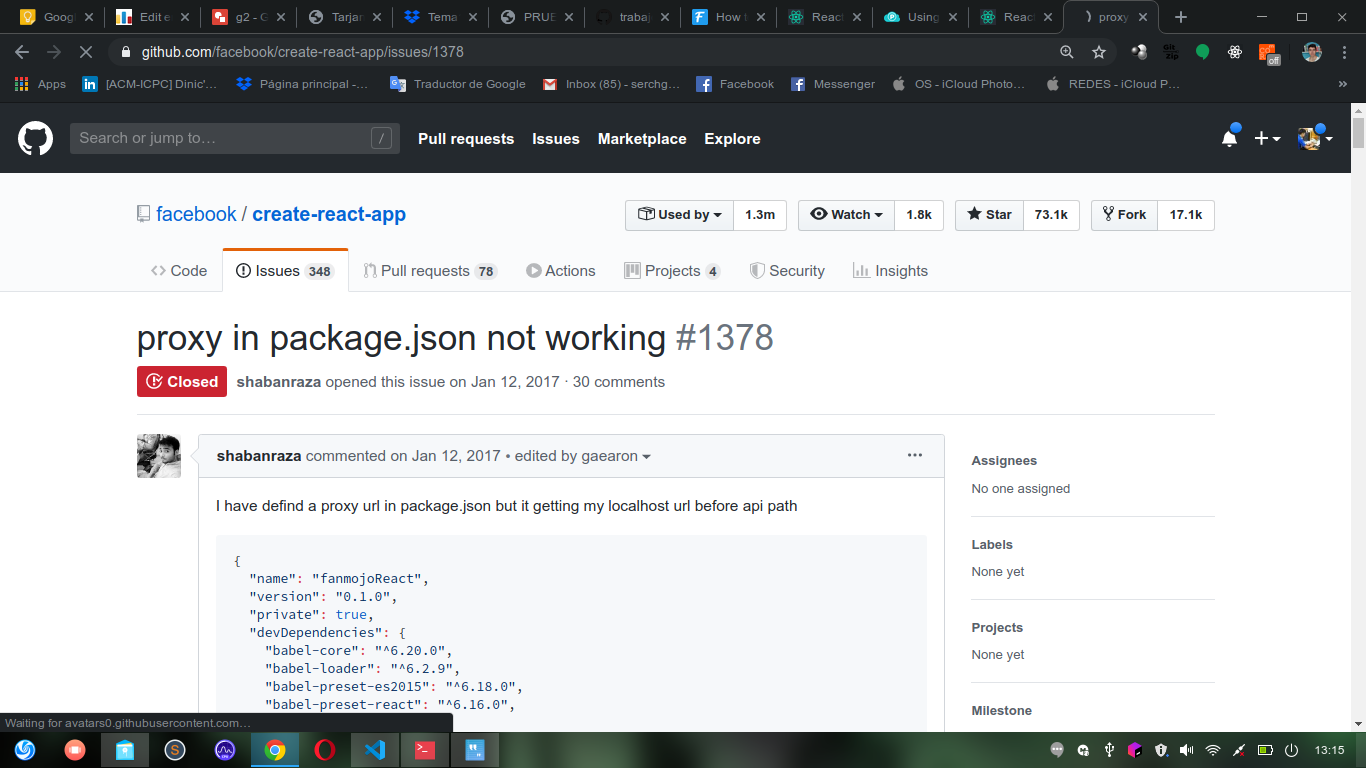 Googl
Edit e
g2 - G
Tarjan
Tema
PRUE
trabaj
How t
React
Using
React
proxy
github.com/facebook/create-react-app/issues/1378
off
Apps
[ACM-ICPC] Dinic'…
Página principal -…
Traductor de Google
Inbox (85) - serchg…
Facebook
Messenger
OS - iCloud Photo…
REDES - iCloud P…
»
Search or jump to…
/
Pull requests
Issues
Marketplace
Explore
facebook / create-react-app
Used by 1.3m
Watch 1.8k
Star 73.1k
Fork 17.1k
Code
Issues 348
Pull requests 78
Actions
Projects 4
Security
Insights
proxy in package.json not working #1378
Closed shabanraza opened this issue on Jan 12, 2017 · 30 comments
shabanraza commented on Jan 12, 2017 • edited by gaearon
I have defind a proxy url in package.json but it getting my localhost url before api path
{
"name": "fanmojoReact",
"version": "0.1.0",
"private": true,
"devDependencies": {
"babel-core": "^6.20.0",
"babel-loader": "^6.2.9",
"babel-preset-es2015": "^6.18.0",
"babel-preset-react": "^6.16.0",
Assignees
No one assigned
Labels
None yet
Projects
None yet
Milestone
Waiting for avatars0.githubusercontent.com…
13:15